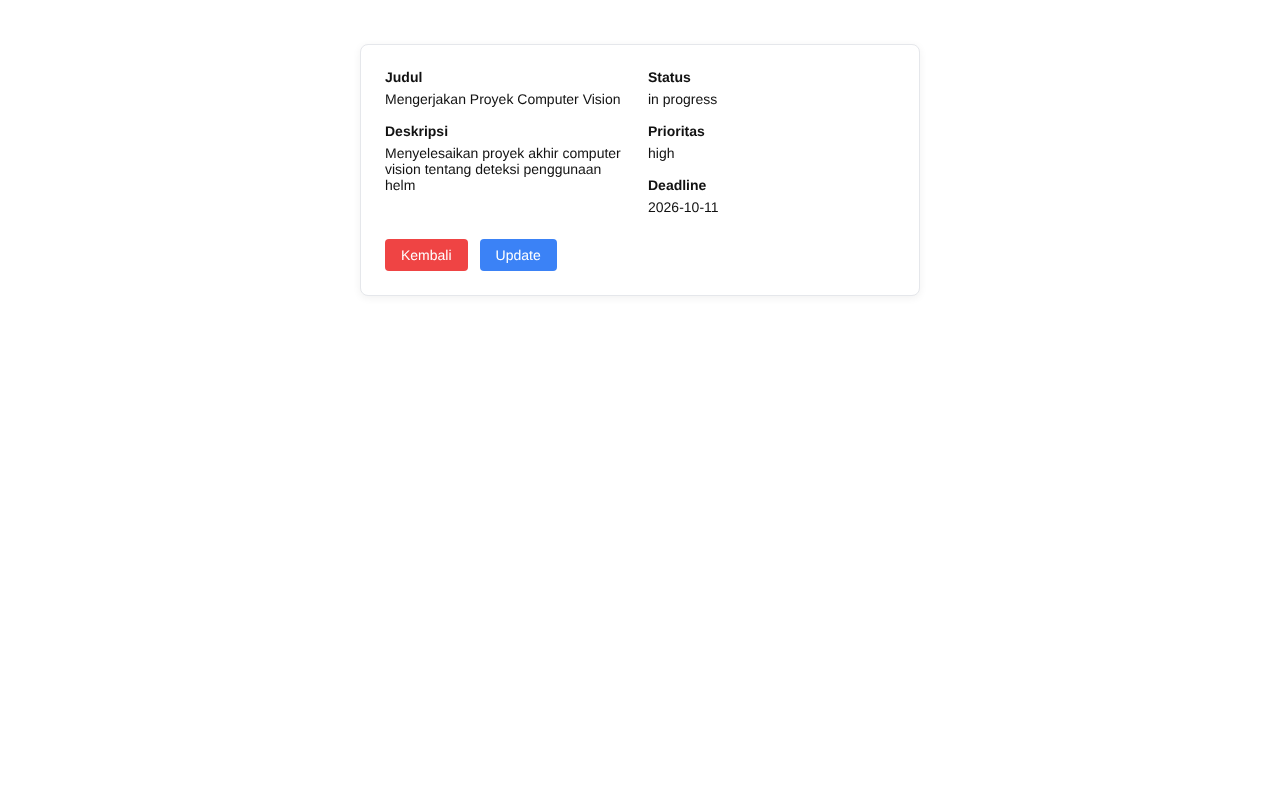 Judul
Mengerjakan Proyek Computer Vision
Deskripsi
Menyelesaikan proyek akhir computer
vision tentang deteksi penggunaan
helm
Status
in progress
Prioritas
high
Deadline
2026-10-11
Kembali
Update